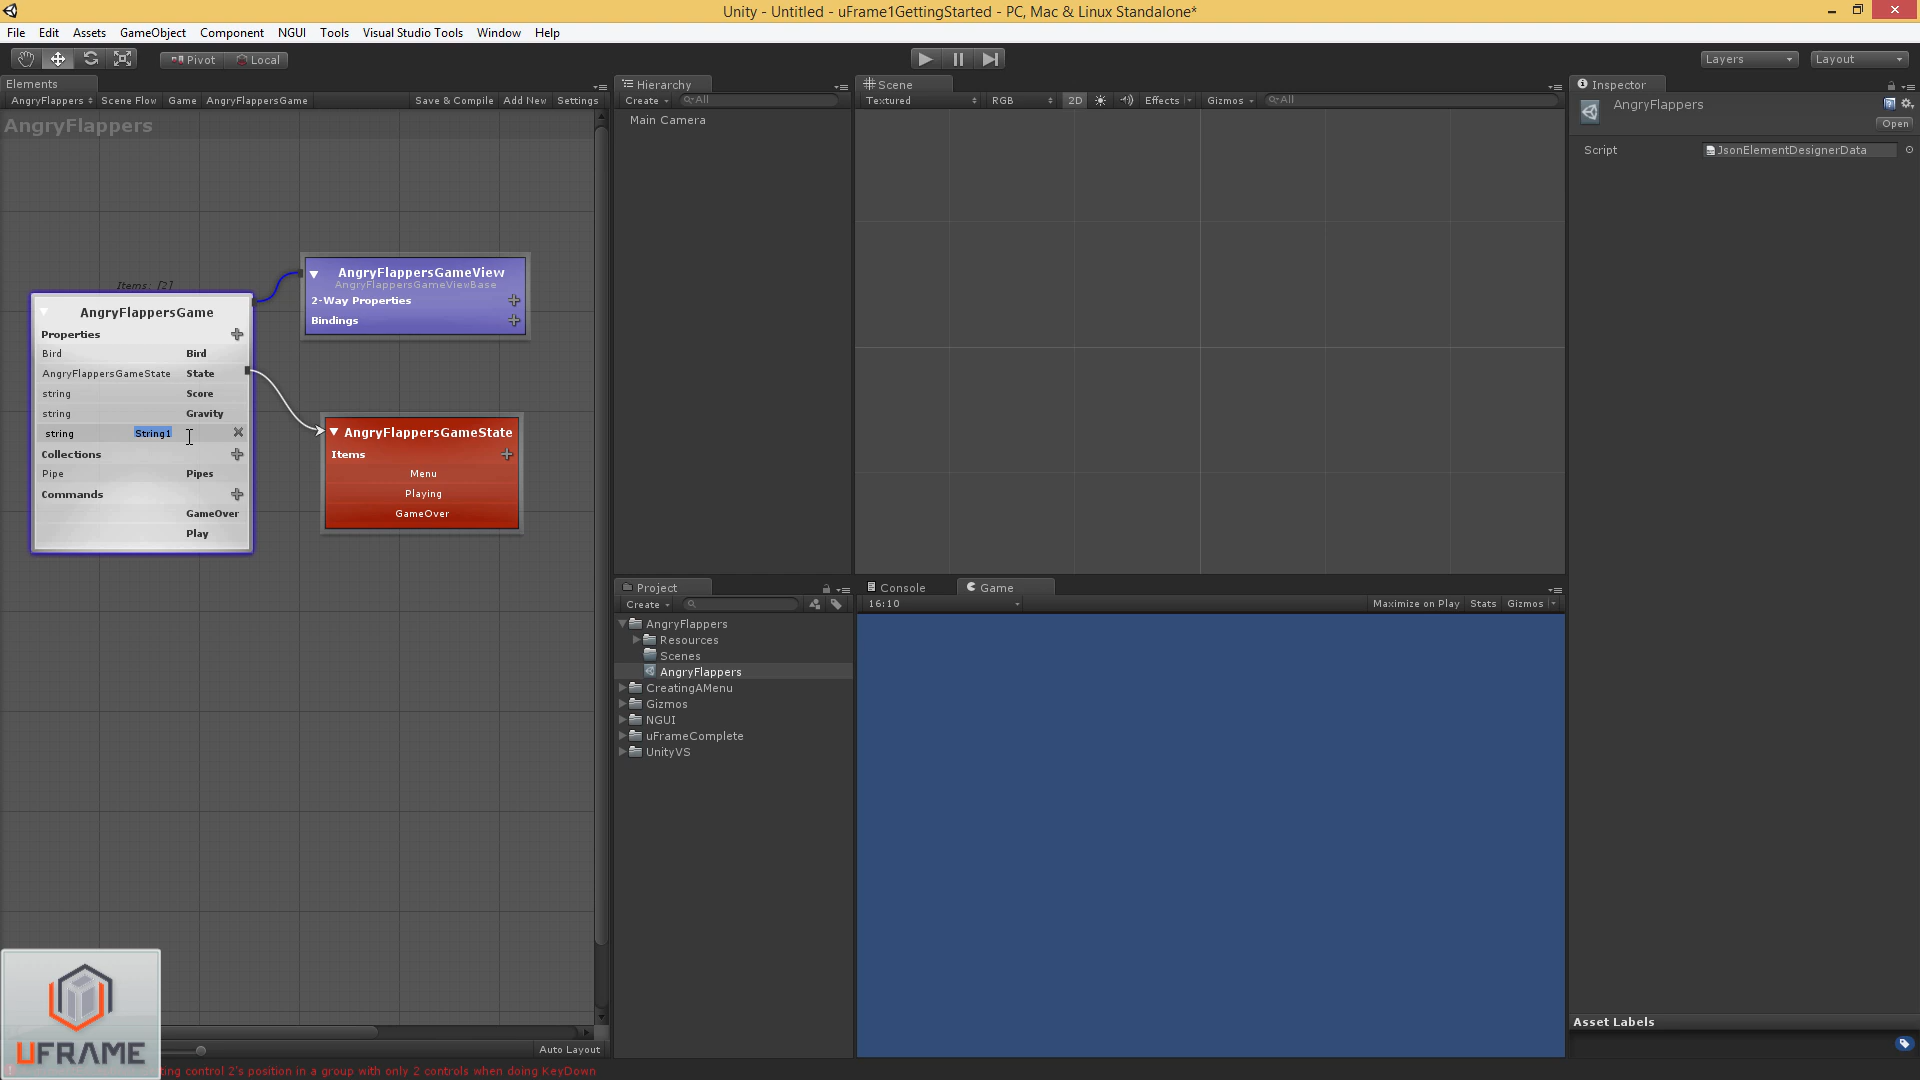 Unity - Untitled - uFrame1GettingStarted - PC, Mac & Linux Standalone*
File Edit Assets GameObject Component NGUI Tools Visual Studio Tools Window Help
Pivot Local Layers Layout
Elements
AngryFlappers Scene Flow Game AngryFlappersGame Save & Compile Add New Settings
AngryFlappers
Items: [2]
AngryFlappersGame
Properties
Bird Bird
AngryFlappersGameState State
string Score
string Gravity
string String1
Collections
Pipe Pipes
Commands
GameOver
Play
AngryFlappersGameView
AngryFlappersGameViewBase
2-Way Properties
Bindings
AngryFlappersGameState
Items
Menu
Playing
GameOver
UFRAME
Auto Layout
ting control 2's position in a group with only 2 controls when doing KeyDown
Hierarchy
Create All
Main Camera
Scene
Textured RGB 2D Effects Gizmos All
Project
Create
AngryFlappers
Resources
Scenes
AngryFlappers
CreatingAMenu
Gizmos
NGUI
uFrameComplete
UnityVS
Console Game
16:10 Maximize on Play Stats Gizmos
Inspector
AngryFlappers
Open
Script JsonElementDesignerData
Asset Labels